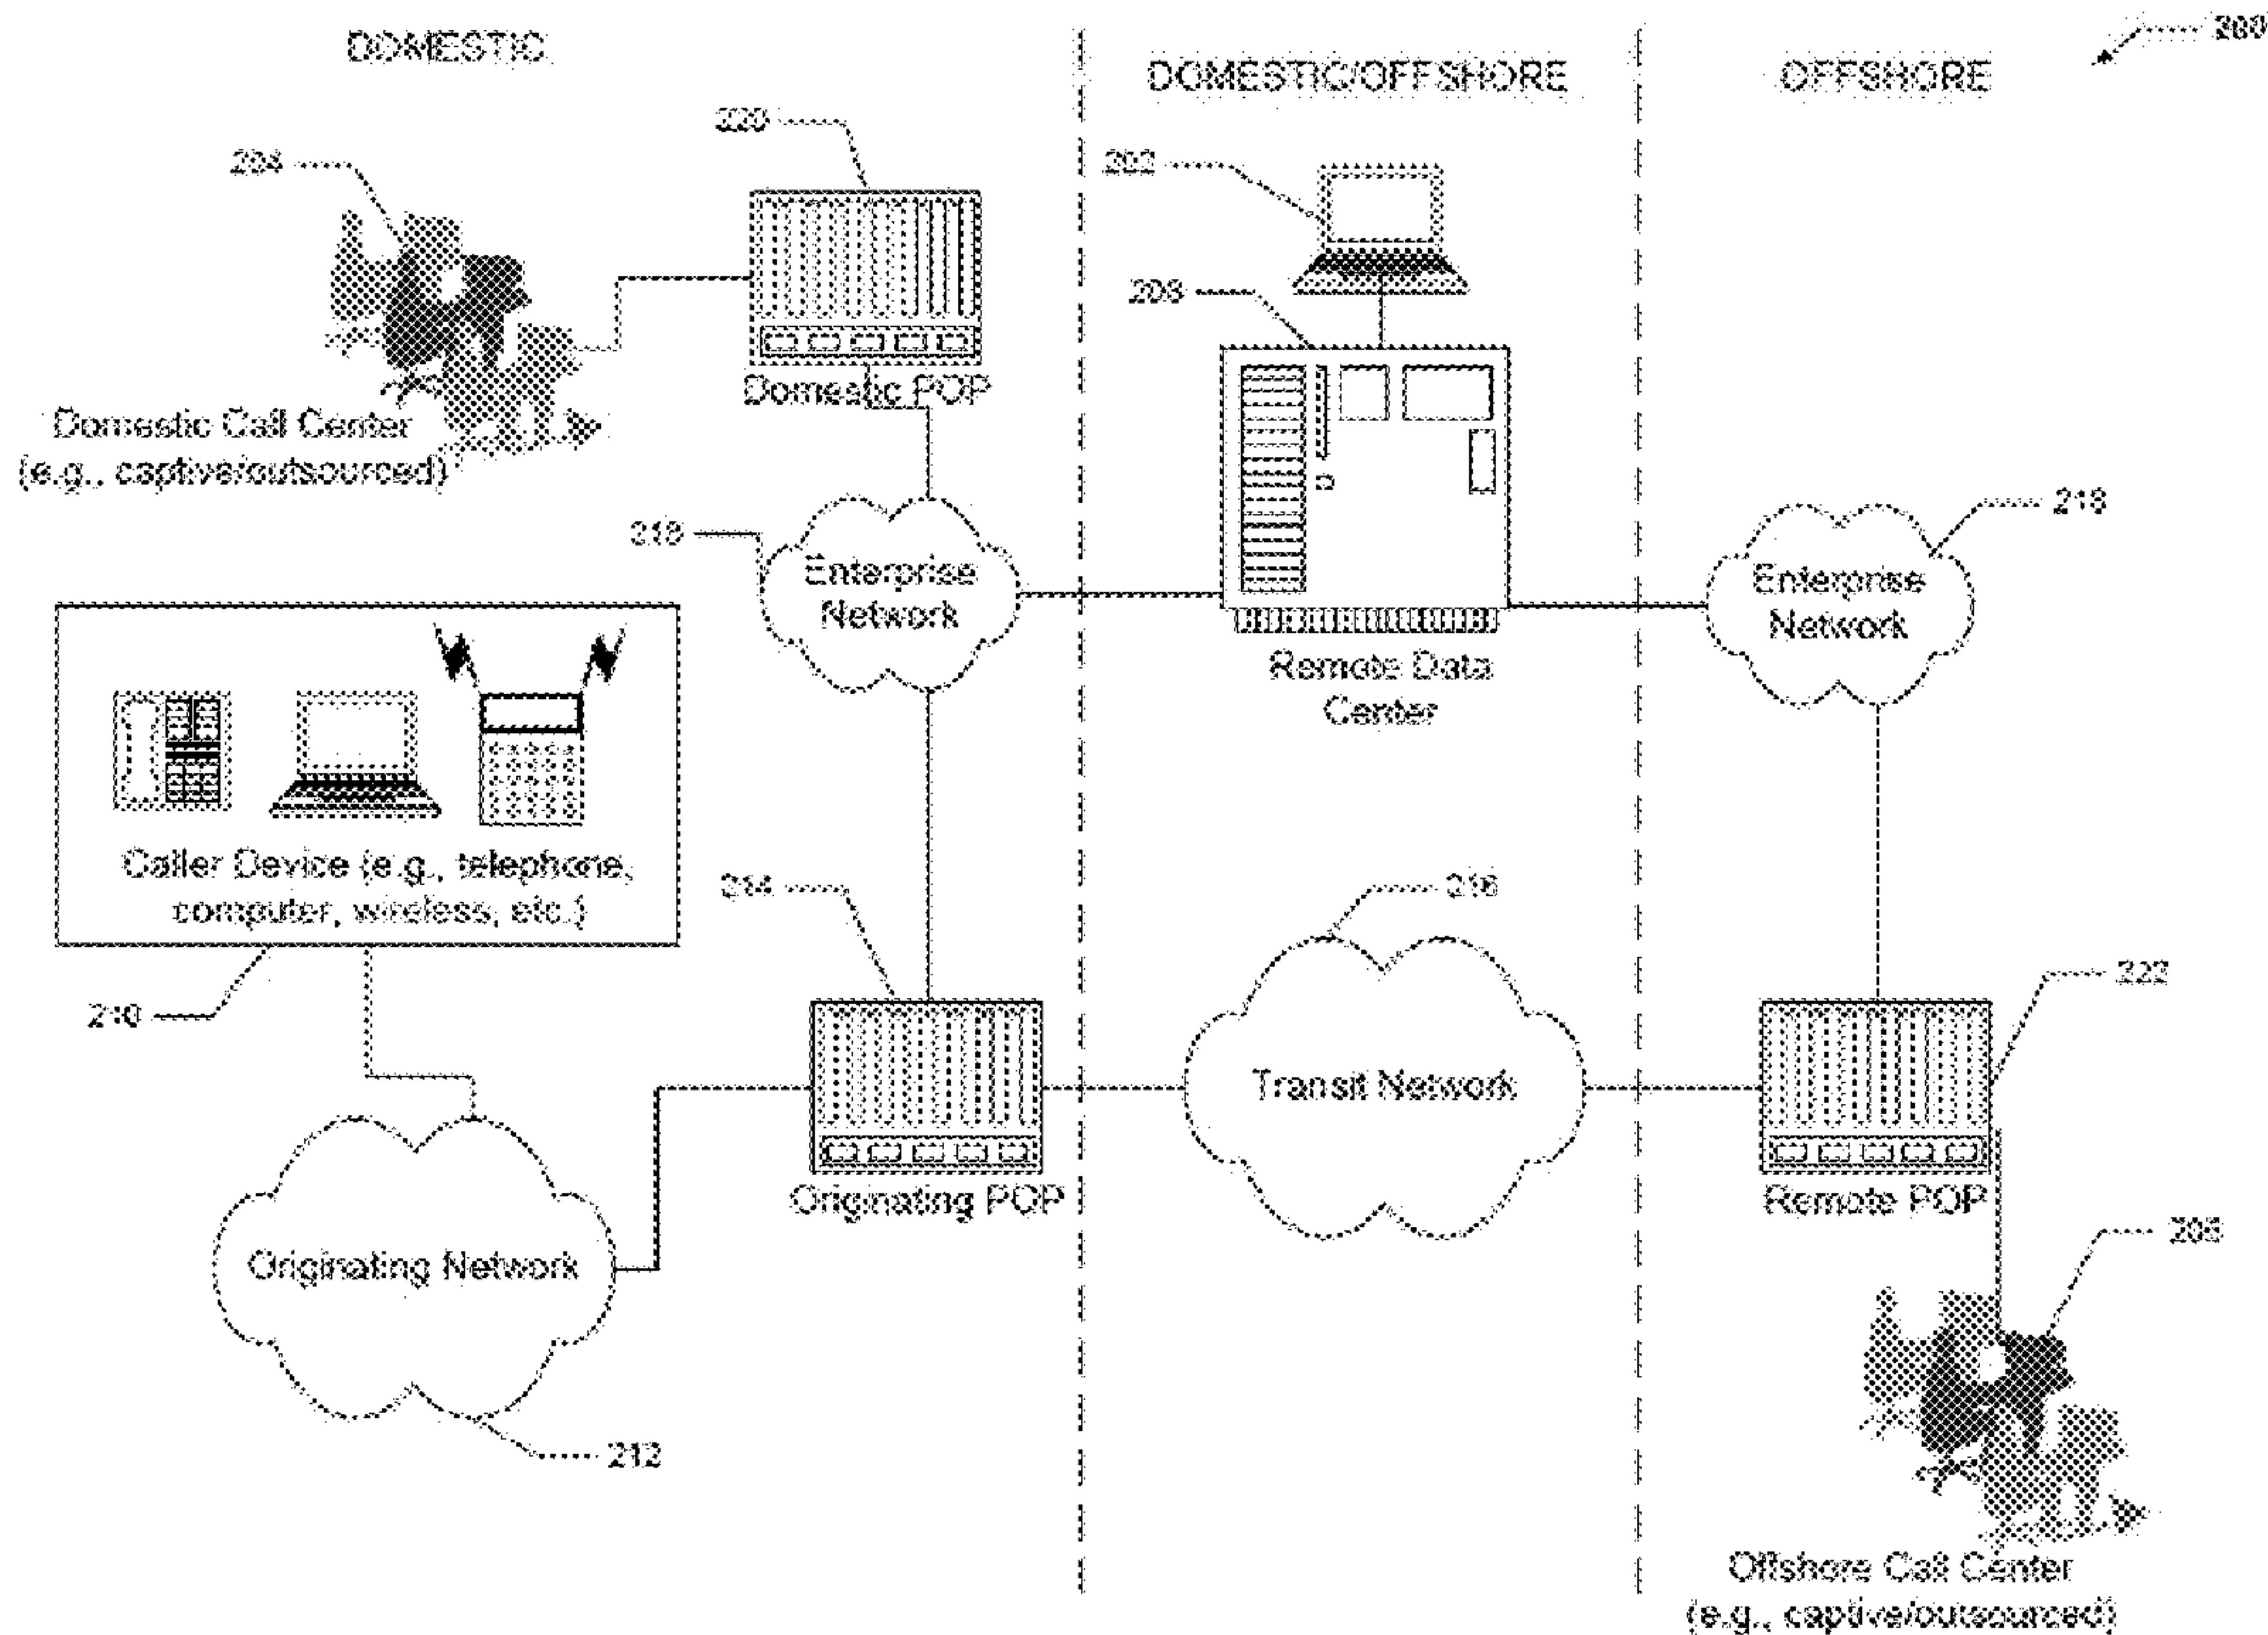 DOMESTIC
DOMESTIC/OFFSHORE
OFFSHORE
200
220
204
202
208
Domestic POP
Domestic Call Center
(e.g., captive/outsourced)
218
Enterprise
Network
218
Enterprise
Network
Remote Data
Center
Caller Device (e.g., telephone,
computer, wireless, etc.)
214
216
210
222
Transit Network
Originating POP
Remote POP
Originating Network
212
Offshore Call Center
(e.g., captive/outsourced)